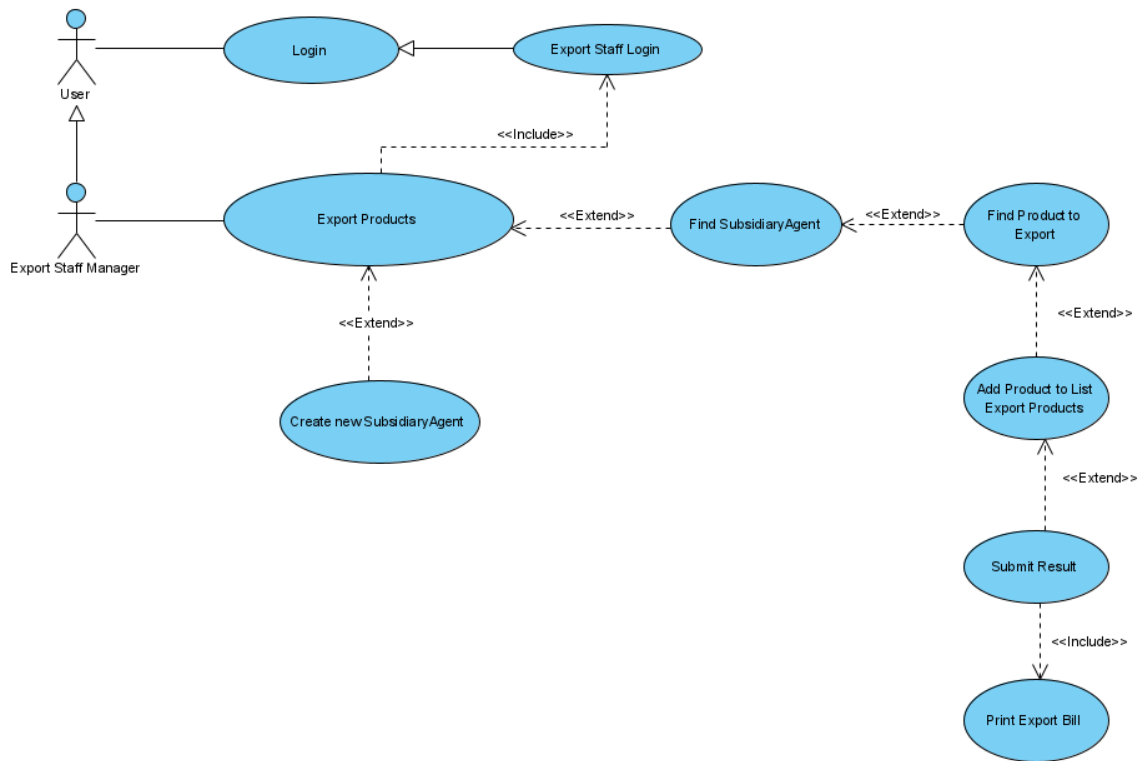 Login
Export Staff Login
User
<<Include>>
Export Products
<<Extend>>
Find SubsidiaryAgent
<<Extend>>
Find Product to
Export
Export Staff Manager
<<Extend>>
<<Extend>>
Create new SubsidiaryAgent
Add Product to List
Export Products
<<Extend>>
Submit Result
<<Include>>
Print Export Bill